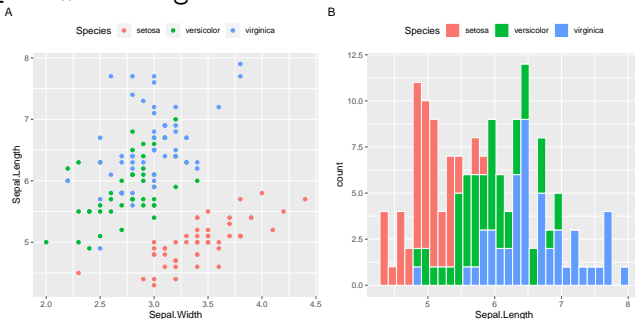 A
Species setosa versicolor virginica
8
7
6
5
Sepal.Length
2.0 2.5 3.0 3.5 4.0 4.5
Sepal.Width
B
Species setosa versicolor virginica
12.5
10.0
7.5
5.0
2.5
0.0
count
5 6 7 8
Sepal.Length